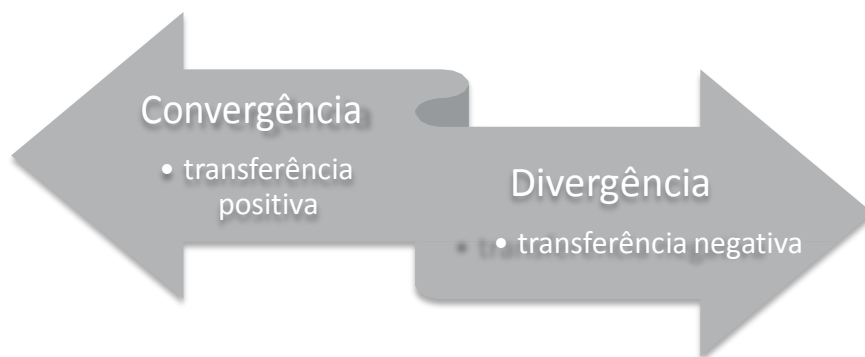 Convergência
• transferência
positiva
Divergência
• transferência negativa